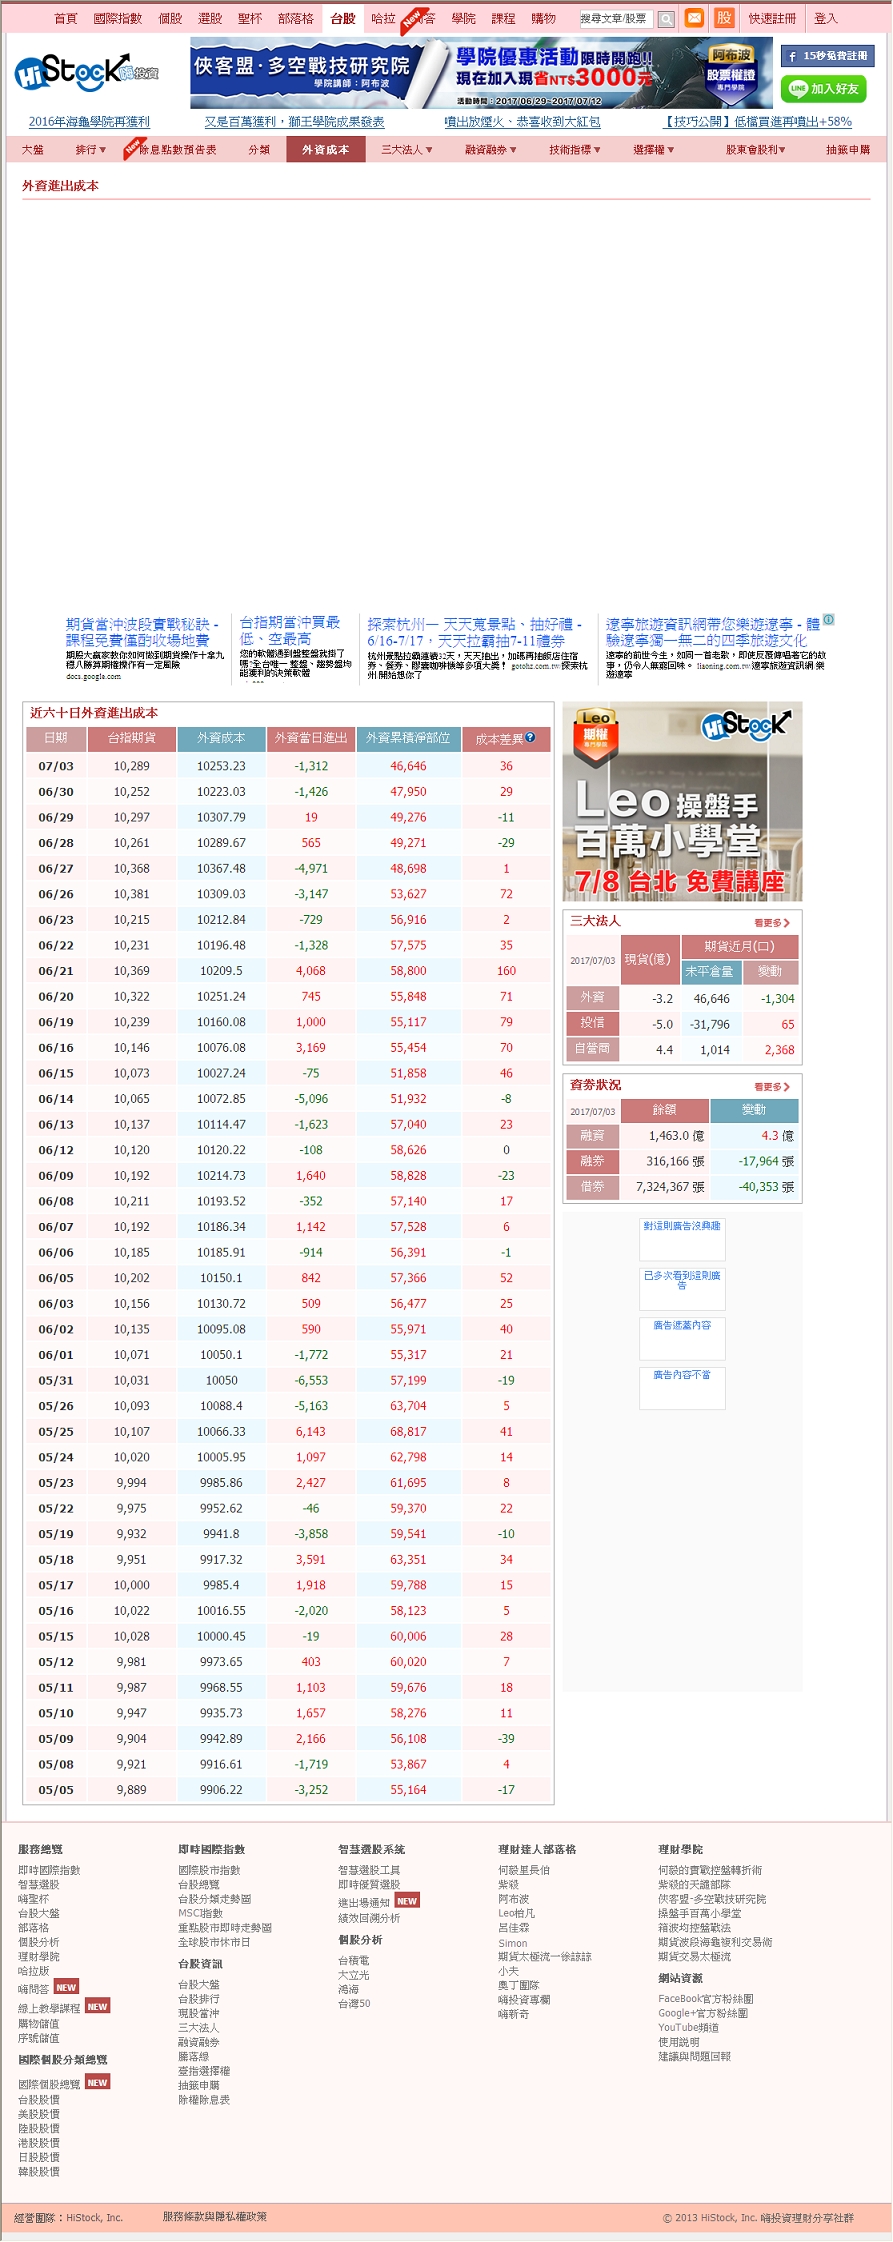 首頁 國際指數 個股 選股 聖杯 部落格 台股 哈拉 New 答 學院 課程 購物 搜尋文章/股票 股 快速註冊 登入
HiStock 嗨投資
俠客盟·多空戰技研究院
學院講師：阿布波
學院優惠活動限時開跑!!
現在加入現省NT$3000元
活動時間：2017/06/29~2017/07/12
阿布波
股票權證
專門學院
f 15秒免費註冊
LINE 加入好友
2016年海龜學院再獲利 又是百萬獲利，獅王學院成果發表 噴出放煙火、恭喜收到大紅包 【技巧公開】低檔買進再噴出+58%
大盤 排行▼ New 除息點數預告表 分類 外資成本 三大法人▼ 融資融券▼ 技術指標▼ 選擇權▼ 股東會股利▼ 抽籤申購
外資進出成本
期貨當沖波段實戰秘訣 -
課程免費僅酌收場地費
期股大贏家教你如何做到期貨操作十拿九
穩八勝算期權操作有一定風險
docs.google.com
台指期當沖買最
低、空最高
您的軟體遇到盤整盤就掛了
嗎?全台唯一 整盤、趨勢盤均
能獲利的決策軟體
探索杭州一 天天蒐景點、抽好禮 -
6/16-7/17，天天拉霸抽7-11禮券
杭州景點拉霸連續32天，天天抽出，加碼再抽飯店住宿
券、餐券、膠囊咖啡機等多項大獎！ gotohz.com.tw/探索杭
州/開始想你了
遼寧旅遊資訊網帶您樂遊遼寧 - 體
驗遼寧獨一無二的四季旅遊文化
遼寧的前世今生，如同一首老歌，即使反覆傳唱著它的故
事，仍令人無窮回味。 liaoning.com.tw/遼寧旅遊資訊網 樂
遊遼寧
近六十日外資進出成本
日期 台指期貨 外資成本 外資當日進出 外資累積淨部位 成本差異?
07/03 10,289 10253.23 -1,312 46,646 36
06/30 10,252 10223.03 -1,426 47,950 29
06/29 10,297 10307.79 19 49,276 -11
06/28 10,261 10289.67 565 49,271 -29
06/27 10,368 10367.48 -4,971 48,698 1
06/26 10,381 10309.03 -3,147 53,627 72
06/23 10,215 10212.84 -729 56,916 2
06/22 10,231 10196.48 -1,328 57,575 35
06/21 10,369 10209.5 4,068 58,800 160
06/20 10,322 10251.24 745 55,848 71
06/19 10,239 10160.08 1,000 55,117 79
06/16 10,146 10076.08 3,169 55,454 70
06/15 10,073 10027.24 -75 51,858 46
06/14 10,065 10072.85 -5,096 51,932 -8
06/13 10,137 10114.47 -1,623 57,040 23
06/12 10,120 10120.22 -108 58,626 0
06/09 10,192 10214.73 1,640 58,828 -23
06/08 10,211 10193.52 -352 57,140 17
06/07 10,192 10186.34 1,142 57,528 6
06/06 10,185 10185.91 -914 56,391 -1
06/05 10,202 10150.1 842 57,366 52
06/03 10,156 10130.72 509 56,477 25
06/02 10,135 10095.08 590 55,971 40
06/01 10,071 10050.1 -1,772 55,317 21
05/31 10,031 10050 -6,553 57,199 -19
05/26 10,093 10088.4 -5,163 63,704 5
05/25 10,107 10066.33 6,143 68,817 41
05/24 10,020 10005.95 1,097 62,798 14
05/23 9,994 9985.86 2,427 61,695 8
05/22 9,975 9952.62 -46 59,370 22
05/19 9,932 9941.8 -3,858 59,541 -10
05/18 9,951 9917.32 3,591 63,351 34
05/17 10,000 9985.4 1,918 59,788 15
05/16 10,022 10016.55 -2,020 58,123 5
05/15 10,028 10000.45 -19 60,006 28
05/12 9,981 9973.65 403 60,020 7
05/11 9,987 9968.55 1,103 59,676 18
05/10 9,947 9935.73 1,657 58,276 11
05/09 9,904 9942.89 2,166 56,108 -39
05/08 9,921 9916.61 -1,719 53,867 4
05/05 9,889 9906.22 -3,252 55,164 -17
Leo
期權
專門學院
HiStock
Leo 操盤手
百萬小學堂
7/8 台北 免費講座
三大法人 看更多
2017/07/03 現貨(億) 期貨近月(口)
未平倉量 變動
外資 -3.2 46,646 -1,304
投信 -5.0 -31,796 65
自營商 4.4 1,014 2,368
資券狀況 看更多
2017/07/03 餘額 變動
融資 1,463.0 億 4.3 億
融券 316,166 張 -17,964 張
借券 7,324,367 張 -40,353 張
對這則廣告沒興趣
已多次看到這則廣
告
廣告遮蓋內容
廣告內容不當
服務總覽
即時國際指數
智慧選股
嗨聖杯
台股大盤
部落格
個股分析
理財學院
哈拉版
嗨問答 NEW
線上教學課程 NEW
購物儲值
序號儲值
國際個股分類總覽
國際個股總覽 NEW
台股股價
美股股價
陸股股價
港股股價
日股股價
韓股股價
即時國際指數
國際股市指數
台股總覽
台股分類走勢圖
MSCI指數
重點股市即時走勢圖
全球股市休市日
台股資訊
台股大盤
台股排行
現股當沖
三大法人
融資融券
騰落線
臺指選擇權
抽籤申購
除權除息表
智慧選股系統
智慧選股工具
即時優質選股
進出場通知 NEW
績效回溯分析
個股分析
台積電
大立光
鴻海
台灣50
理財達人部落格
何毅里長伯
紫殺
阿布波
Leo柏凡
呂佳霖
Simon
期貨太極流一徐諒諒
小夫
奧丁團隊
嗨投資專欄
嗨新奇
理財學院
何毅的實戰控盤轉折術
紫殺的天讖部隊
俠客盟-多空戰技研究院
操盤手百萬小學堂
箱波均控盤戰法
期貨波段海龜複利交易術
期貨交易太極流
網站資源
FaceBook官方粉絲團
Google+官方粉絲團
YouTube頻道
使用說明
建議與問題回報
經營團隊：HiStock, Inc. 服務條款與隱私權政策 © 2013 HiStock, Inc. 嗨投資理財分享社群